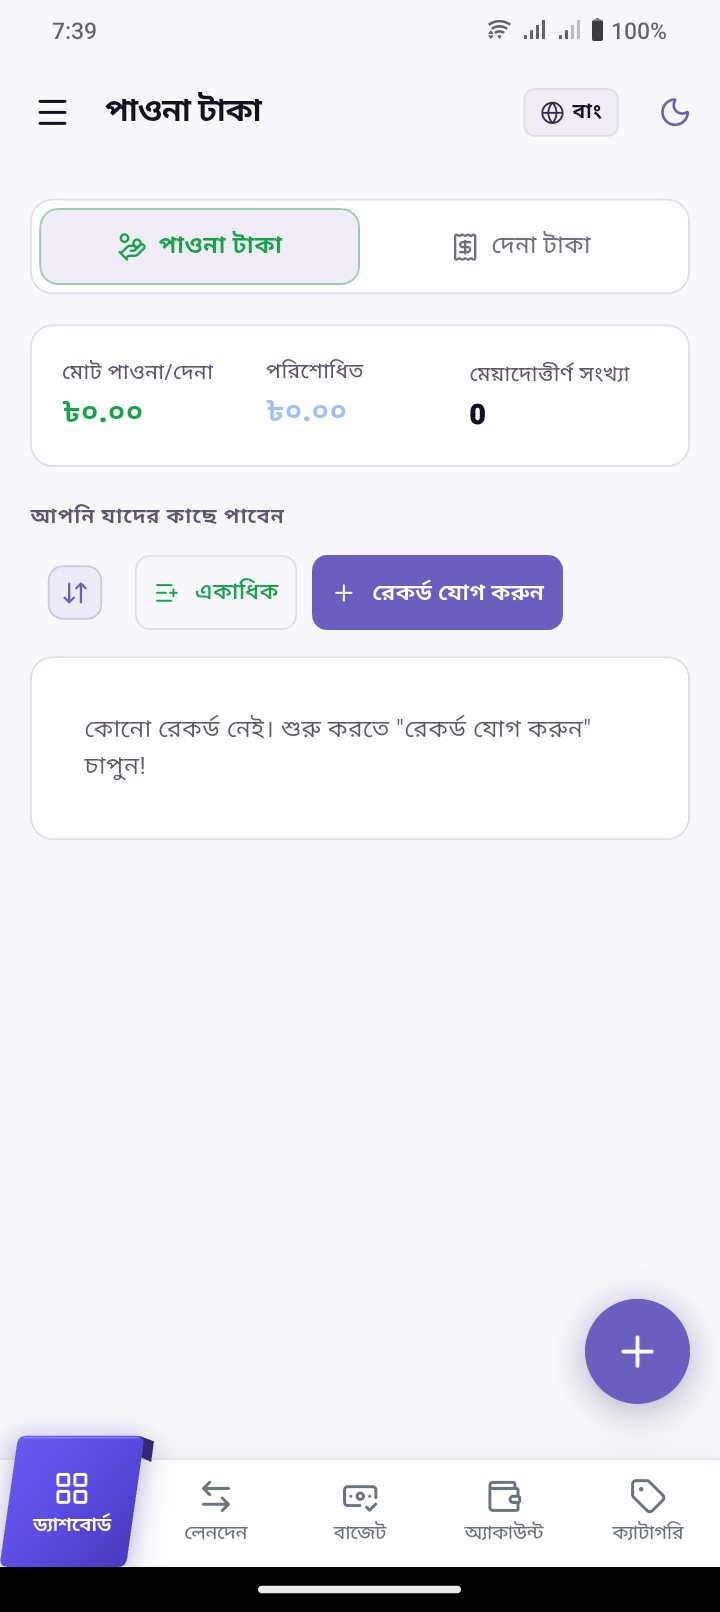 7:39 100%
পাওনা টাকা বাং
পাওনা টাকা দেনা টাকা
মোট পাওনা/দেনা পরিশোধিত মেয়াদোত্তীর্ণ সংখ্যা
৳০.০০ ৳০.০০ 0
আপনি যাদের কাছে পাবেন
একাধিক রেকর্ড যোগ করুন
কোনো রেকর্ড নেই। শুরু করতে "রেকর্ড যোগ করুন"
চাপুন!
ড্যাশবোর্ড লেনদেন বাজেট অ্যাকাউন্ট ক্যাটাগরি